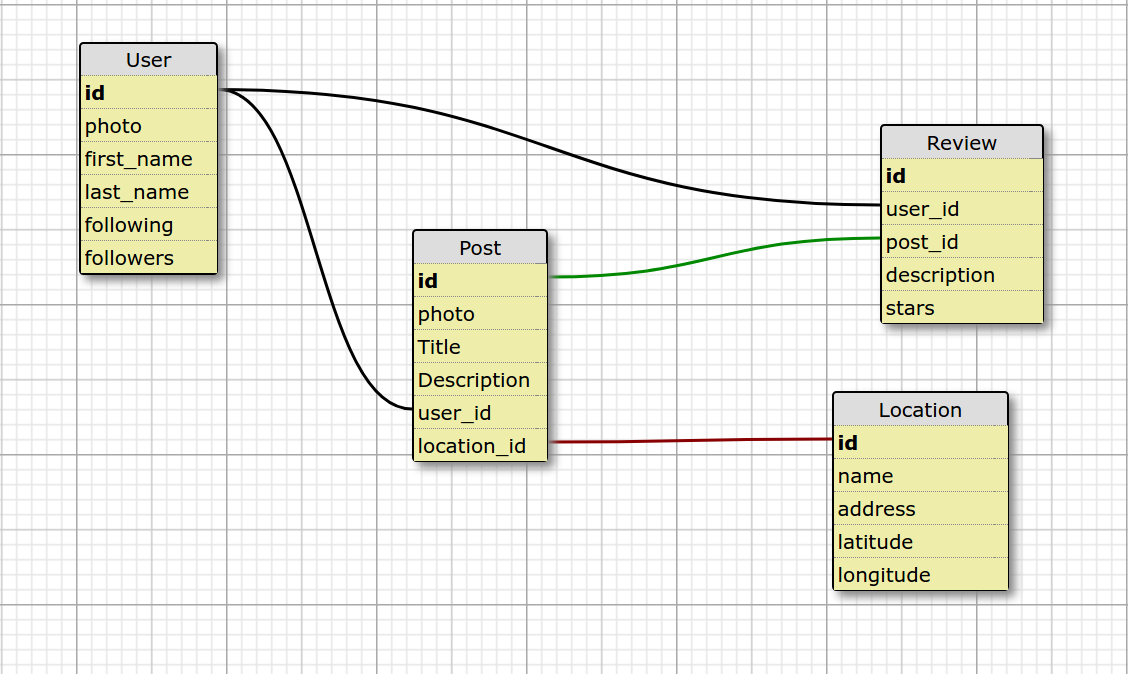 User
id
photo
first_name
last_name
following
followers
Post
id
photo
Title
Description
user_id
location_id
Review
id
user_id
post_id
description
stars
Location
id
name
address
latitude
longitude